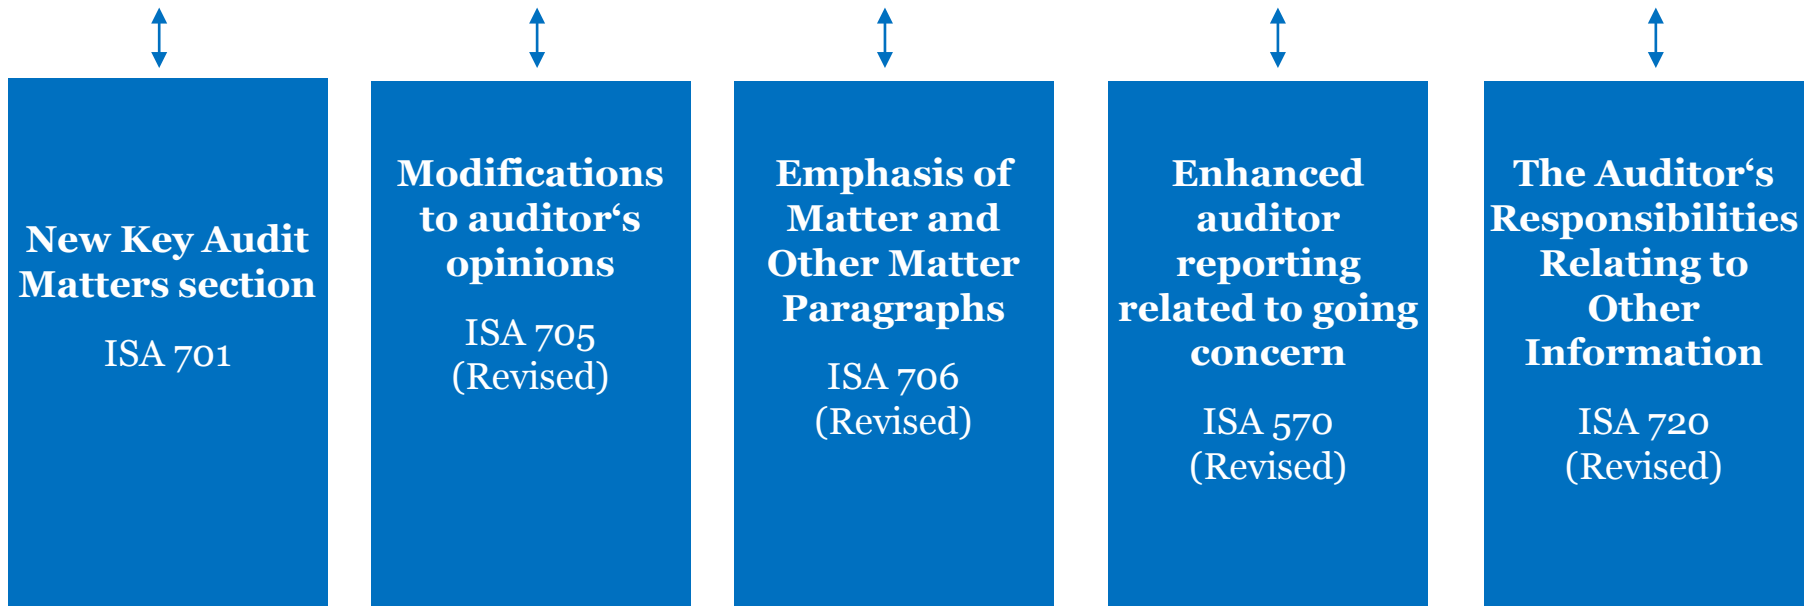 New Key Audit
Matters section
ISA 701
Modifications
to auditor‘s
opinions
ISA 705
(Revised)
Emphasis of
Matter and
Other Matter
Paragraphs
ISA 706
(Revised)
Enhanced
auditor
reporting
related to going
concern
ISA 570
(Revised)
The Auditor‘s
Responsibilities
Relating to
Other
Information
ISA 720
(Revised)